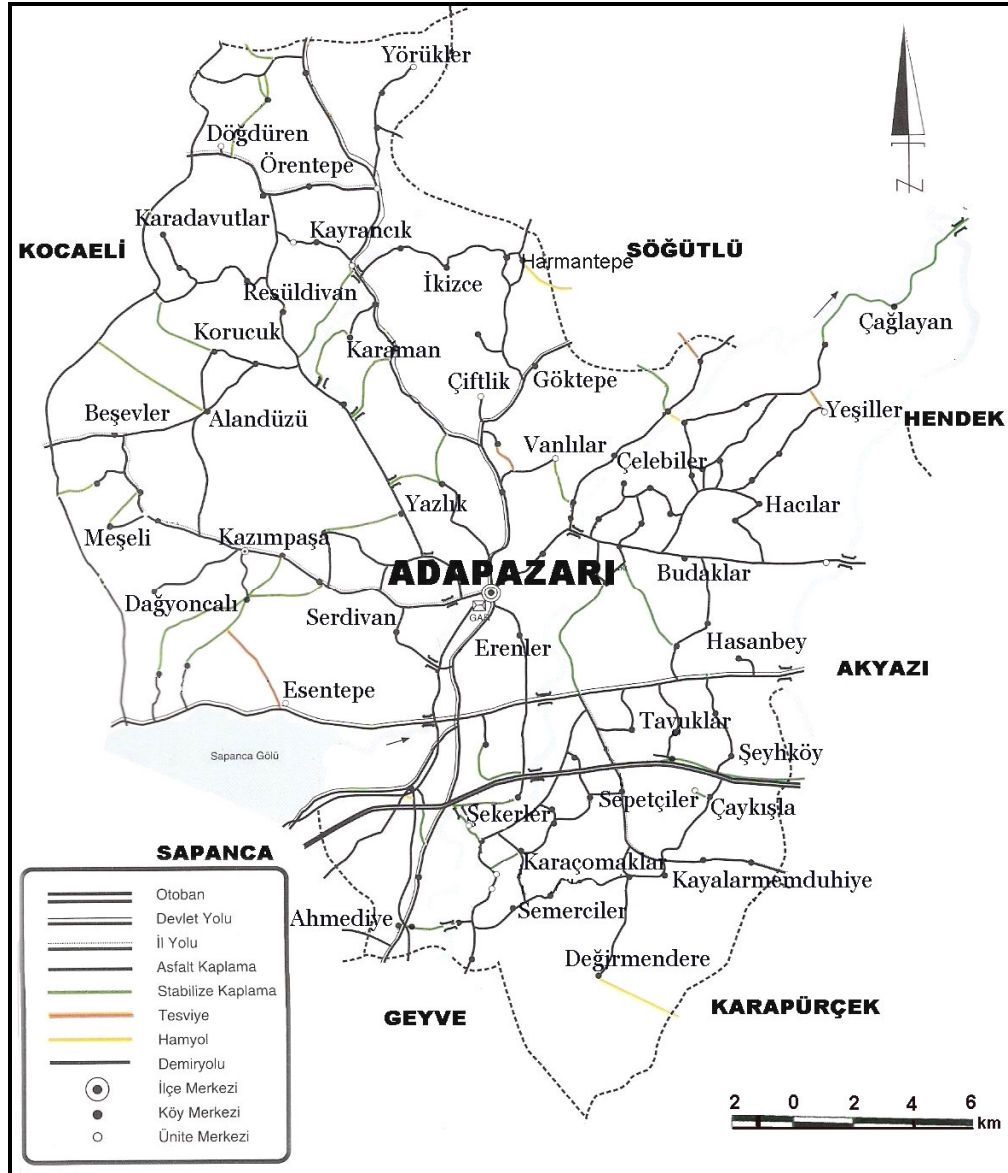 Yörükler
Döğdüren
Örentepe
Karadavutlar
Kayrancık
KOCAELİ
SÖĞÜTLÜ
Harmantepe
İkizce
Resüldivan
Çağlayan
Korucuk
Karaman
Çiftlik
Göktepe
Beşevler
Alandüzü
Yeşiller
HENDEK
Vanlılar
Çelebiler
Yazlık
Hacılar
Meşeli
Kazımpaşa
ADAPAZARI
Budaklar
Dağyoncalı
Serdivan
GAR
Erenler
Hasanbey
AKYAZI
Esentepe
Tavuklar
Sapanca Gölü
Şeyhköy
Şekerler
Sepetçiler
Çaykışla
SAPANCA
Karaçomaklar
Kayalarmemduhiye
Ahmediye
Semerciler
Değirmendere
GEYVE
KARAPÜRÇEK
Otoban
Devlet Yolu
İl Yolu
Asfalt Kaplama
Stabilize Kaplama
Tesviye
Hamyol
Demiryolu
İlçe Merkezi
Köy Merkezi
Ünite Merkezi
N
2 0 2 4 6
km